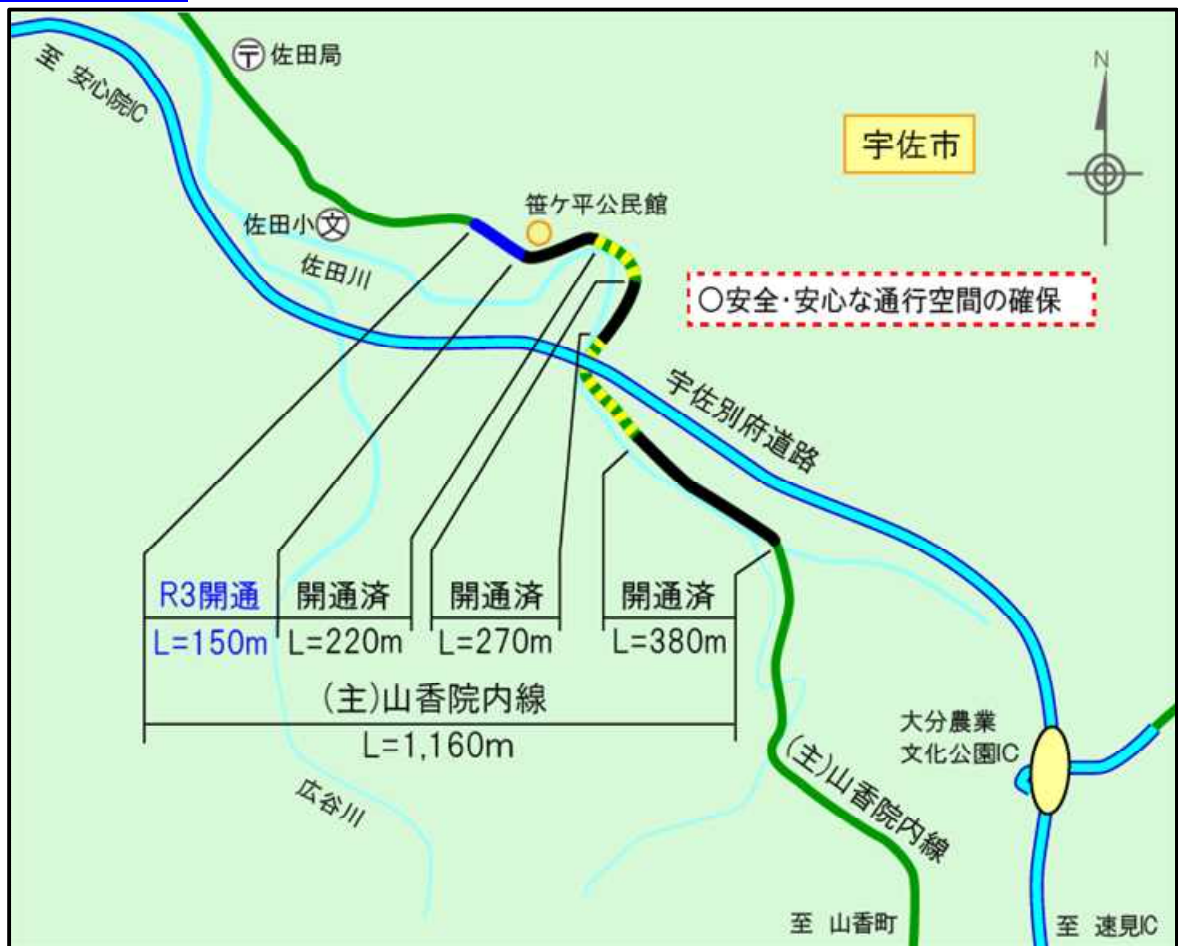 〒 佐田局
至 安心院IC
N
宇佐市
笹ケ平公民館
佐田小 文
佐田川
〇安全・安心な通行空間の確保
宇佐別府道路
R3開通
L=150m
開通済
L=220m
開通済
L=270m
開通済
L=380m
(主)山香院内線
L=1,160m
広谷川
大分農業
文化公園IC
(主)山香院内線
至 山香町
至 速見IC